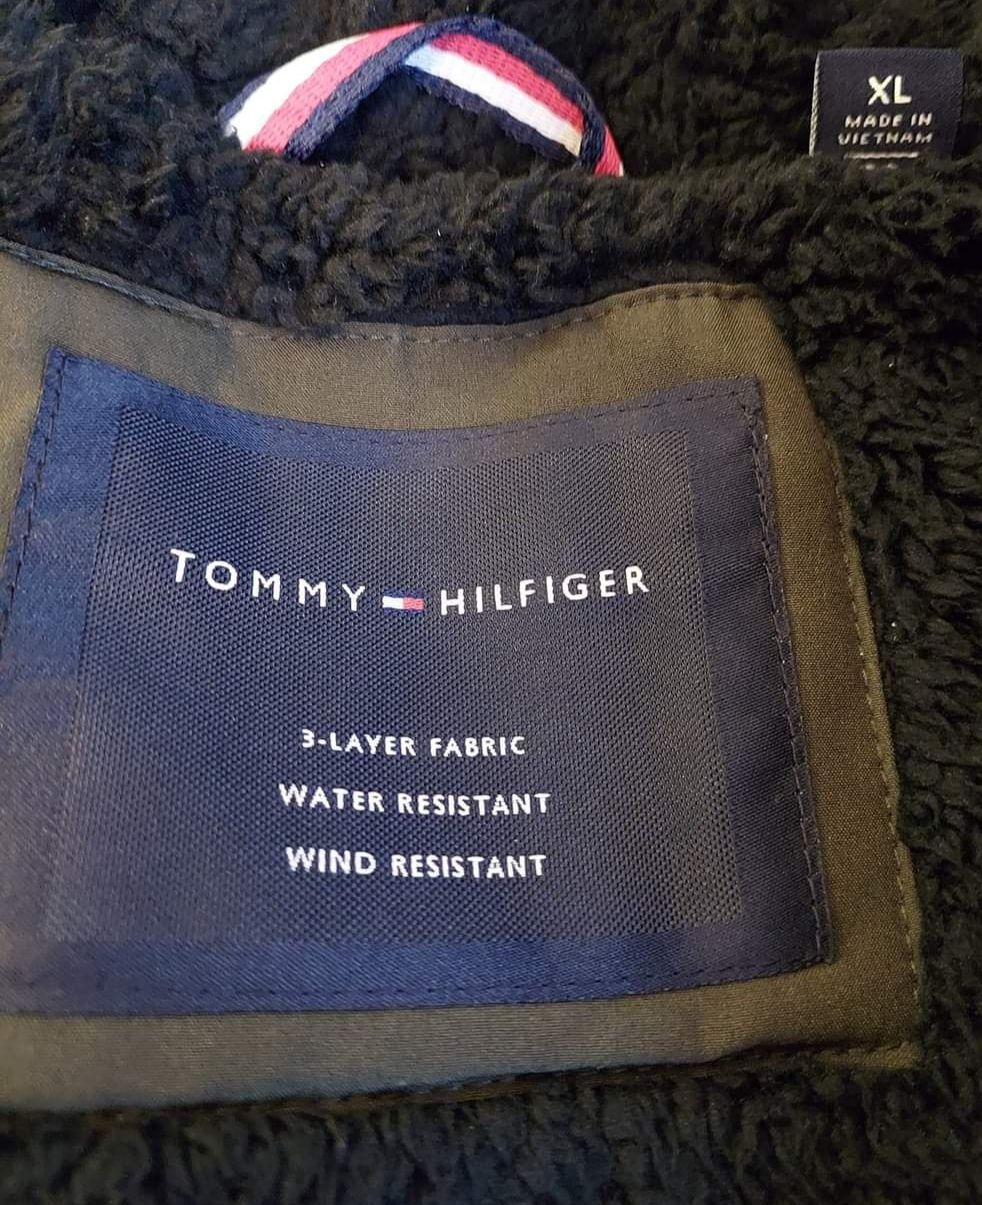 XL
MADE IN
VIETNAM
TOMMY HILFIGER
3-LAYER FABRIC
WATER RESISTANT
WIND RESISTANT